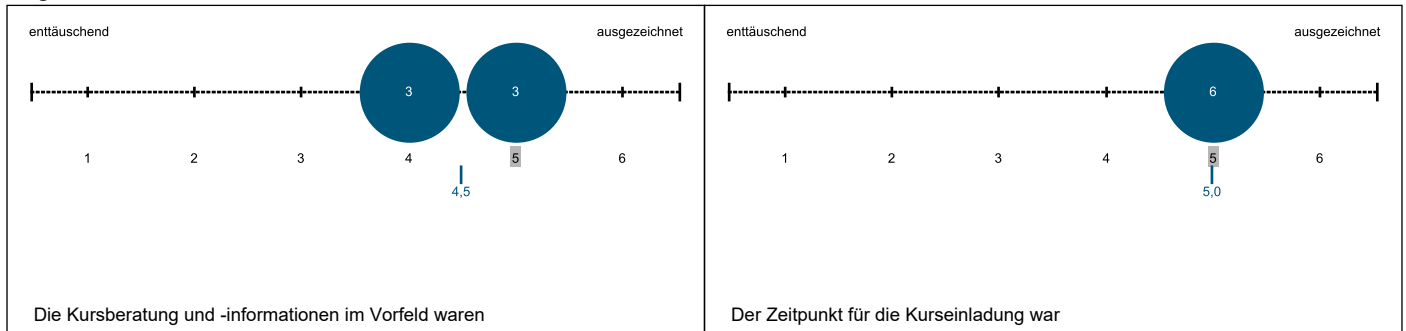 enttäuschend ausgezeichnet
3 3
1 2 3 4 5 6
4,5
Die Kursberatung und -informationen im Vorfeld waren
enttäuschend ausgezeichnet
6
1 2 3 4 5 6
5,0
Der Zeitpunkt für die Kurseinladung war